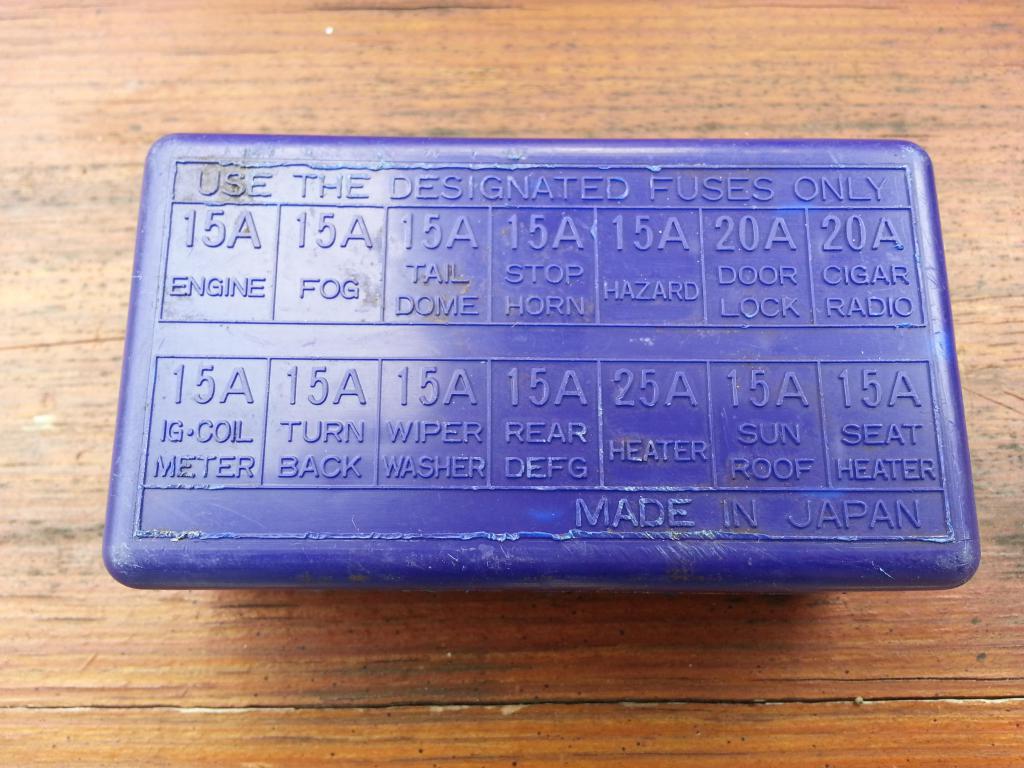 USE THE DESIGNATED FUSES ONLY
15A 15A 15A 15A 15A 20A 20A
ENGINE FOG TAIL DOME STOP HORN HAZARD DOOR LOCK CIGAR RADIO
15A 15A 15A 15A 25A 15A 15A
IG·COIL METER TURN BACK WIPER WASHER REAR DEFG HEATER SUN ROOF SEAT HEATER
MADE IN JAPAN